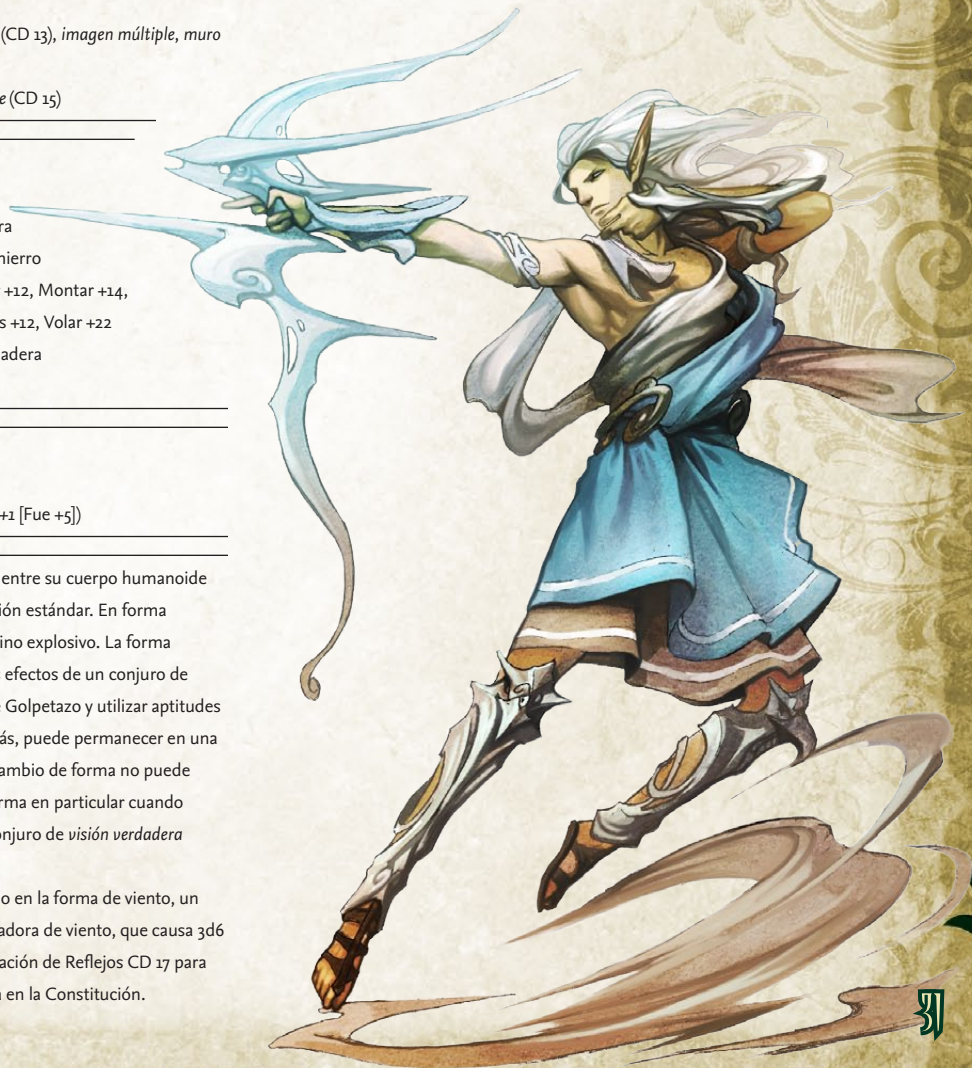 (CD 13), imagen múltiple, muro
e (CD 15)
ra
hierro
+12, Montar +14,
s +12, Volar +22
adera
+1 [Fue +5])
entre su cuerpo humanoide
ión estándar. En forma
ino explosivo. La forma
s efectos de un conjuro de
e Golpetazo y utilizar aptitudes
ás, puede permanecer en una
ambio de forma no puede
rma en particular cuando
onjuro de visión verdadera
o en la forma de viento, un
adora de viento, que causa 3d6
ación de Reflejos CD 17 para
a en la Constitución.
31